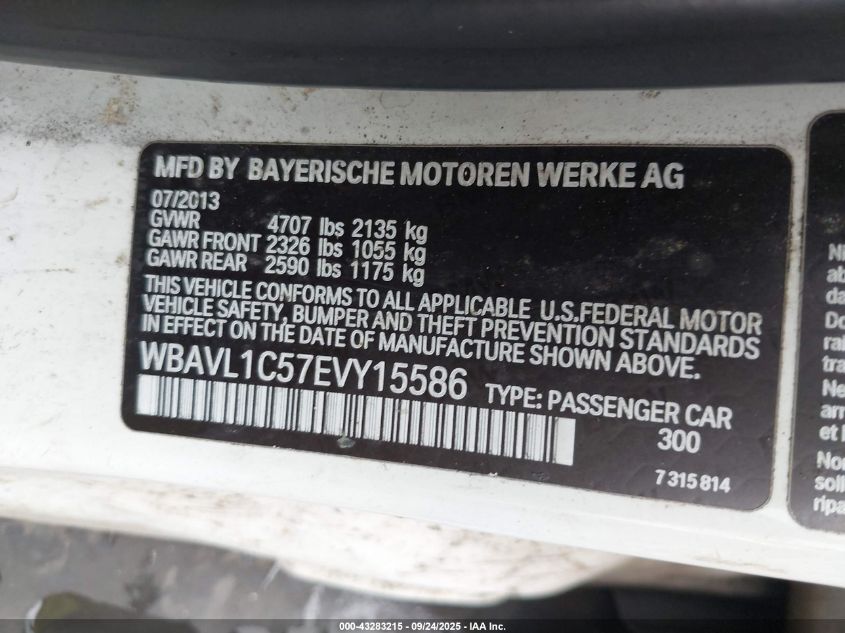 MFD BY BAYERISCHE MOTOREN WERKE AG
07/2013
GVWR 4707 lbs 2135 kg
GAWR FRONT 2326 lbs 1055 kg
GAWR REAR 2590 lbs 1175 kg
THIS VEHICLE CONFORMS TO ALL APPLICABLE U.S.FEDERAL MOTOR
VEHICLE SAFETY, BUMPER AND THEFT PREVENTION STANDARDS
IN EFFECT ON THE DATE OF MANUFACTURE SHOWN ABOVE.
WBAVL1C57EVY15586 TYPE: PASSENGER CAR
300
7 315 814
Do
Ne
et
000-43283215 | 09/24/2025 | IAA, Inc.